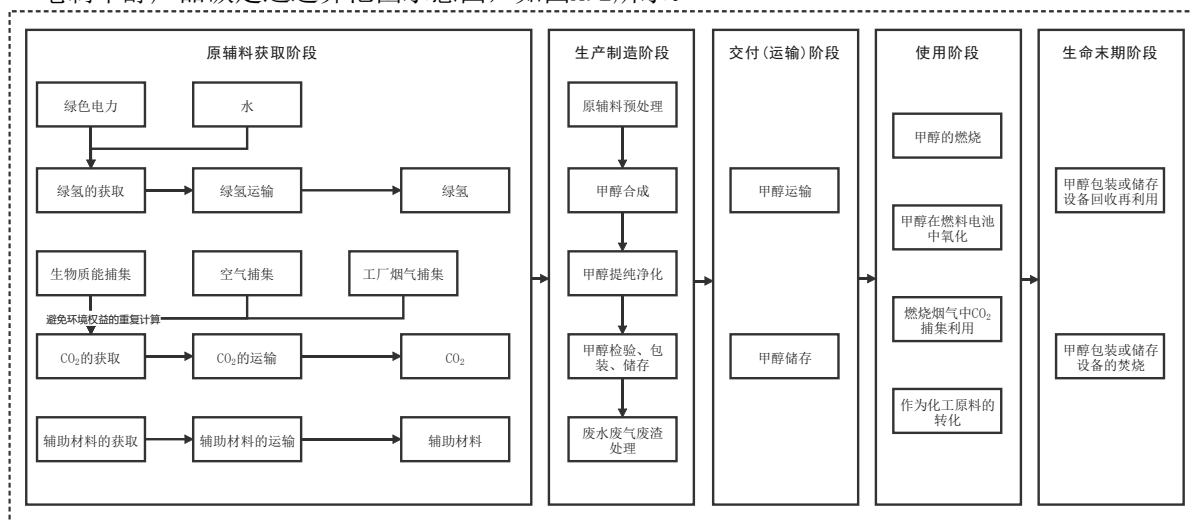 原辅料获取阶段
绿色电力
水
绿氢的获取
绿氢运输
绿氢
生物质能捕集
空气捕集
工厂烟气捕集
避免环境权益的重复计算
CO₂的获取
CO₂的运输
CO₂
辅助材料的获取
辅助材料的运输
辅助材料
生产制造阶段
原辅料预处理
甲醇合成
甲醇提纯净化
甲醇检验、包
装、储存
废水废气废渣
处理
交付(运输)阶段
甲醇运输
甲醇储存
使用阶段
甲醇的燃烧
甲醇在燃料电池
中氧化
燃烧烟气中CO₂
捕集利用
作为化工原料的
转化
生命末期阶段
甲醇包装或储存
设备回收再利用
甲醇包装或储存
设备的焚烧